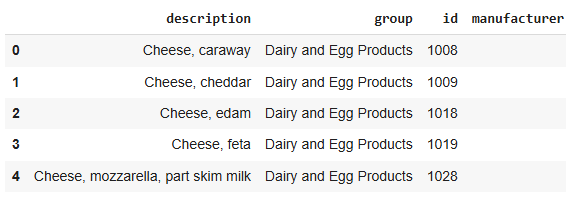 description group id manufacturer
0 Cheese, caraway Dairy and Egg Products 1008
1 Cheese, cheddar Dairy and Egg Products 1009
2 Cheese, edam Dairy and Egg Products 1018
3 Cheese, feta Dairy and Egg Products 1019
4 Cheese, mozzarella, part skim milk Dairy and Egg Products 1028